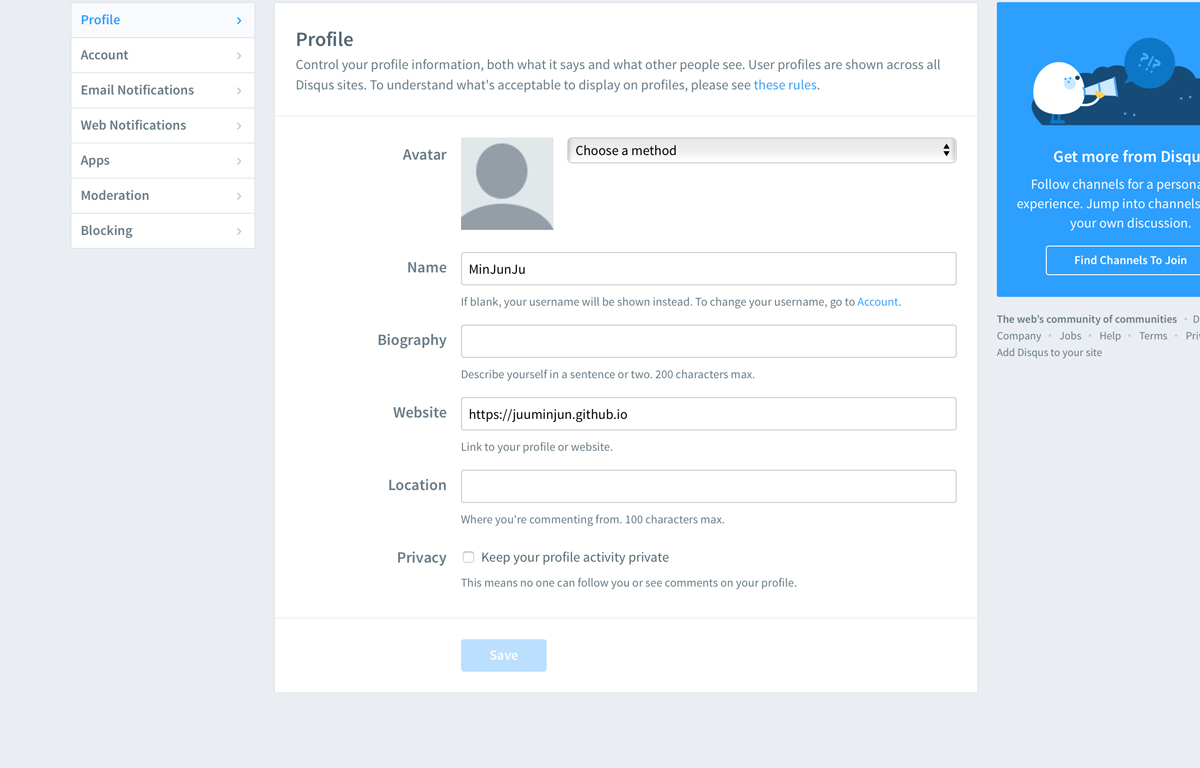 Profile
Account
Email Notifications
Web Notifications
Apps
Moderation
Blocking
Profile
Control your profile information, both what it says and what other people see. User profiles are shown across all
Disqus sites. To understand what's acceptable to display on profiles, please see these rules.
Avatar
Choose a method
Name
MinJunJu
If blank, your username will be shown instead. To change your username, go to Account.
Biography
Describe yourself in a sentence or two. 200 characters max.
Website
https://juuminjun.github.io
Link to your profile or website.
Location
Where you're commenting from. 100 characters max.
Privacy
Keep your profile activity private
This means no one can follow you or see comments on your profile.
Save
?!?
Get more from Disqu
Follow channels for a persona
experience. Jump into channels
your own discussion.
Find Channels To Join
The web's community of communities • D
Company • Jobs • Help • Terms • Pri
Add Disqus to your site